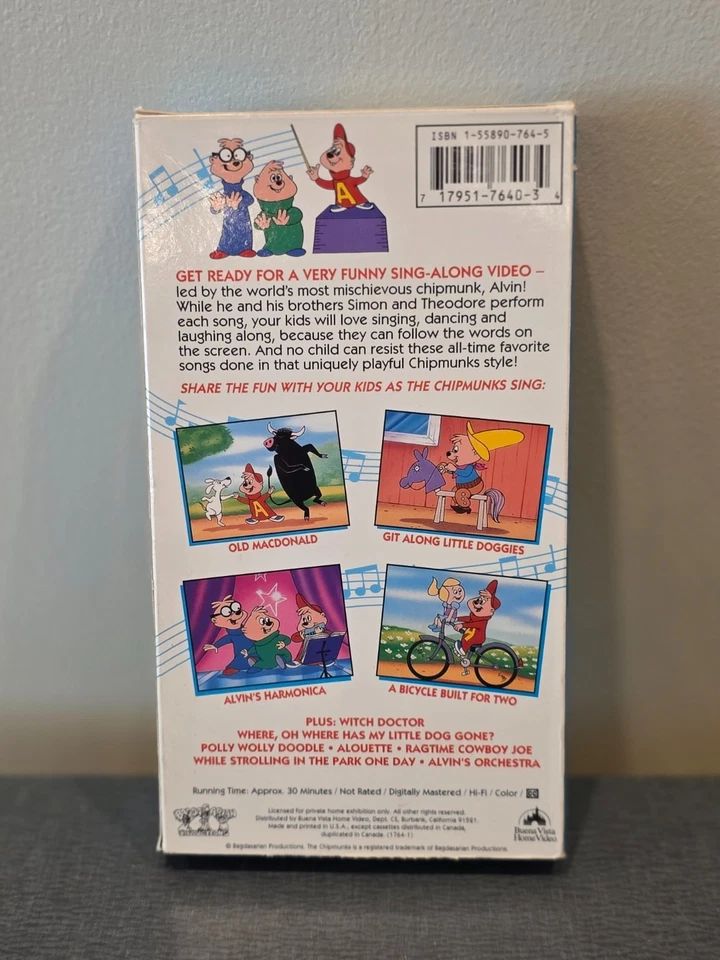 ISBN 1-55890-764-5
7 17951-7640-3 4
A
GET READY FOR A VERY FUNNY SING-ALONG VIDEO –
led by the world's most mischievous chipmunk, Alvin!
While he and his brothers Simon and Theodore perform
each song, your kids will love singing, dancing and
laughing along, because they can follow the words on
the screen. And no child can resist these all-time favorite
songs done in that uniquely playful Chipmunks style!
SHARE THE FUN WITH YOUR KIDS AS THE CHIPMUNKS SING:
A
OLD MACDONALD
GIT ALONG LITTLE DOGGIES
ALVIN'S HARMONICA
A BICYCLE BUILT FOR TWO
PLUS: WITCH DOCTOR
WHERE, OH WHERE HAS MY LITTLE DOG GONE?
POLLY WOLLY DOODLE • ALOUETTE • RAGTIME COWBOY JOE
WHILE STROLLING IN THE PARK ONE DAY • ALVIN'S ORCHESTRA
Running Time: Approx. 30 Minutes / Not Rated / Digitally Mastered / Hi-Fi / Color / CC
Licensed for private home exhibition only. All other rights reserved.
Distributed by Buena Vista Home Video, Dept. CS, Burbank, California 91521.
Made and printed in U.S.A., except cassettes distributed in Canada,
duplicated in Canada. (1764-1)
Buena Vista
Home Video
© Bagdasarian Productions. The Chipmunks is a registered trademark of Bagdasarian Productions.